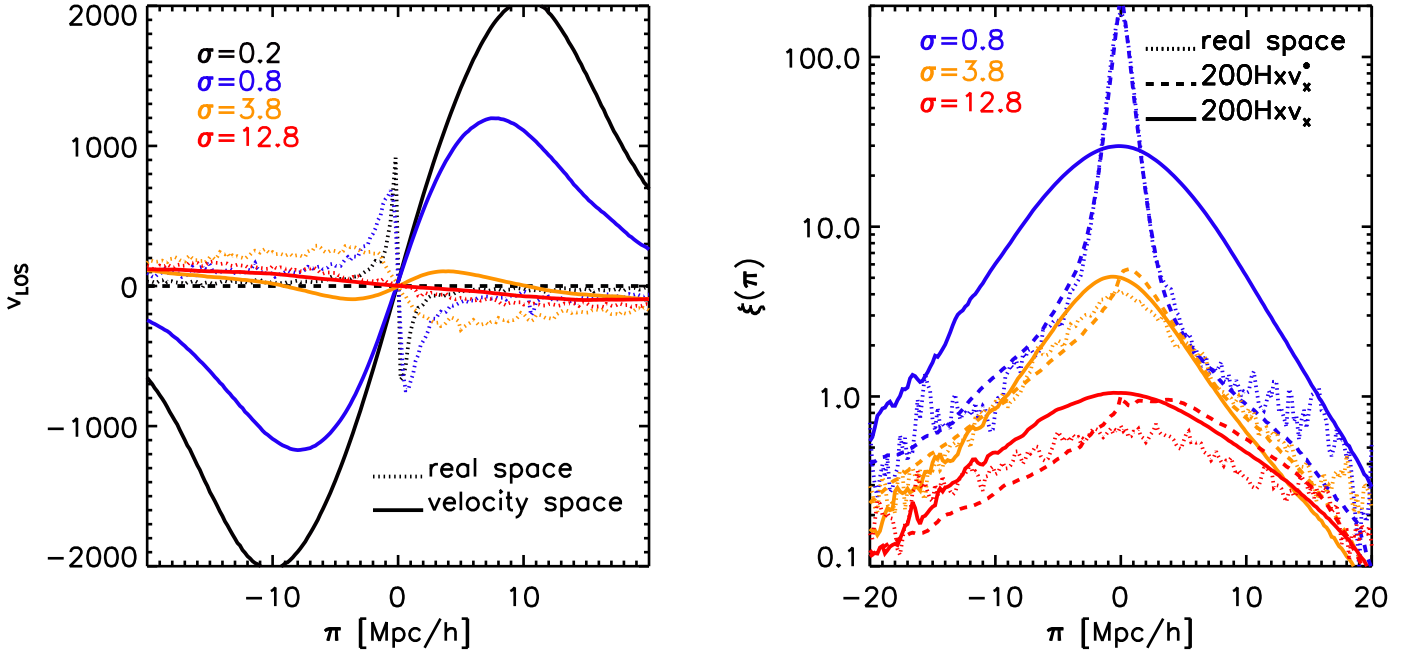 2000
1000
0
−1000
−2000
v_LOS
σ=0.2
σ=0.8
σ=3.8
σ=12.8
real space
velocity space
−10 0 10
π [Mpc/h]
100.0
10.0
1.0
0.1
ξ(π)
σ=0.8
σ=3.8
σ=12.8
real space
200Hxv_x^•
200Hxv_x
−20 −10 0 10 20
π [Mpc/h]